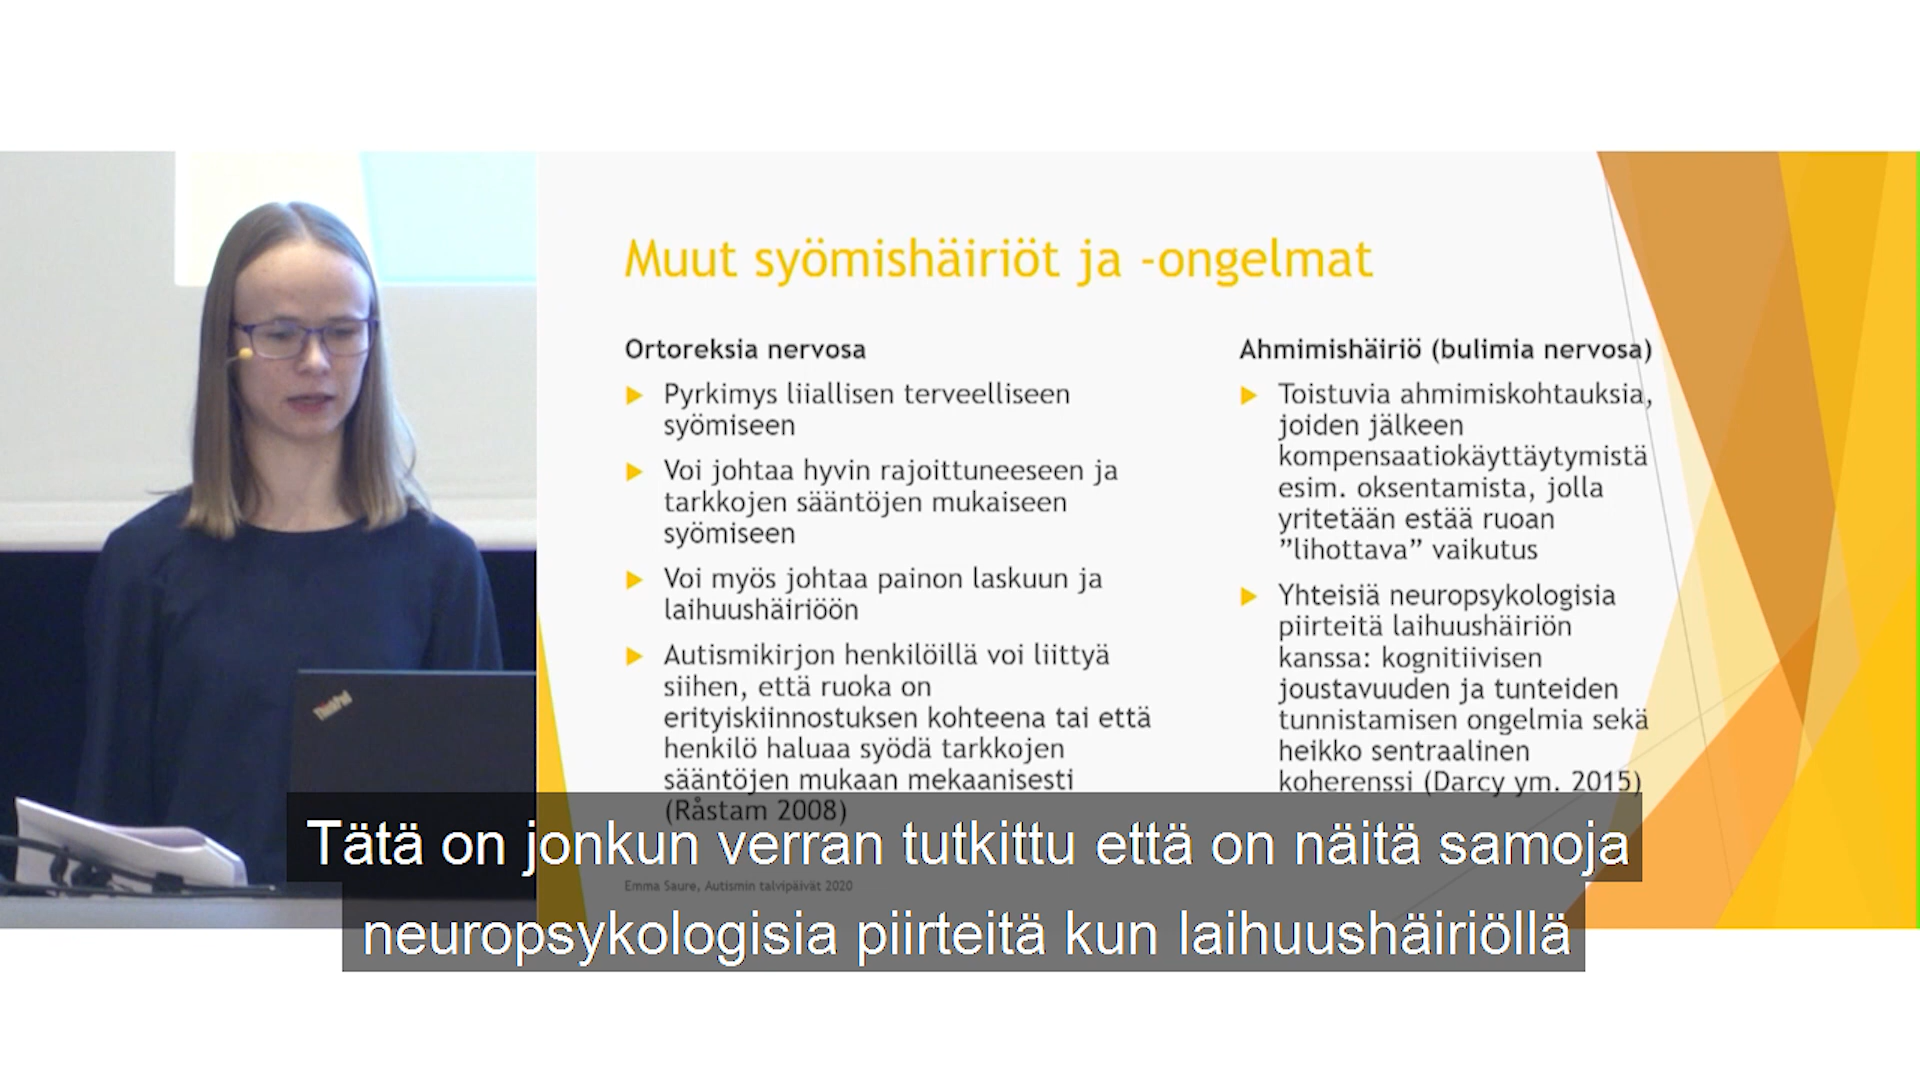 Muut syömishäiriöt ja -ongelmat
Ortoreksia nervosa
Pyrkimys liiallisen terveelliseen
syömiseen
Voi johtaa hyvin rajoittuneeseen ja
tarkkojen sääntöjen mukaiseen
syömiseen
Voi myös johtaa painon laskuun ja
laihuushäiriöön
Autismikirjon henkilöillä voi liittyä
siihen, että ruoka on
erityiskiinnostuksen kohteena tai että
henkilö haluaa syödä tarkkojen
sääntöjen mukaan mekaanisesti
(Råstam 2008)
Ahmimishäiriö (bulimia nervosa)
Toistuvia ahmimiskohtauksia,
joiden jälkeen
kompensaatiokäyttäytymistä
esim. oksentamista, jolla
yritetään estää ruoan
”lihottava” vaikutus
Yhteisiä neuropsykologisia
piirteitä laihuushäiriön
kanssa: kognitiivisen
joustavuuden ja tunteiden
tunnistamisen ongelmia sekä
heikko sentraalinen
koherenssi (Darcy ym. 2015)
Emma Saure, Autismin talvipäivät 2020
ThinkPad
Tätä on jonkun verran tutkittu että on näitä samoja
neuropsykologisia piirteitä kun laihuushäiriöllä